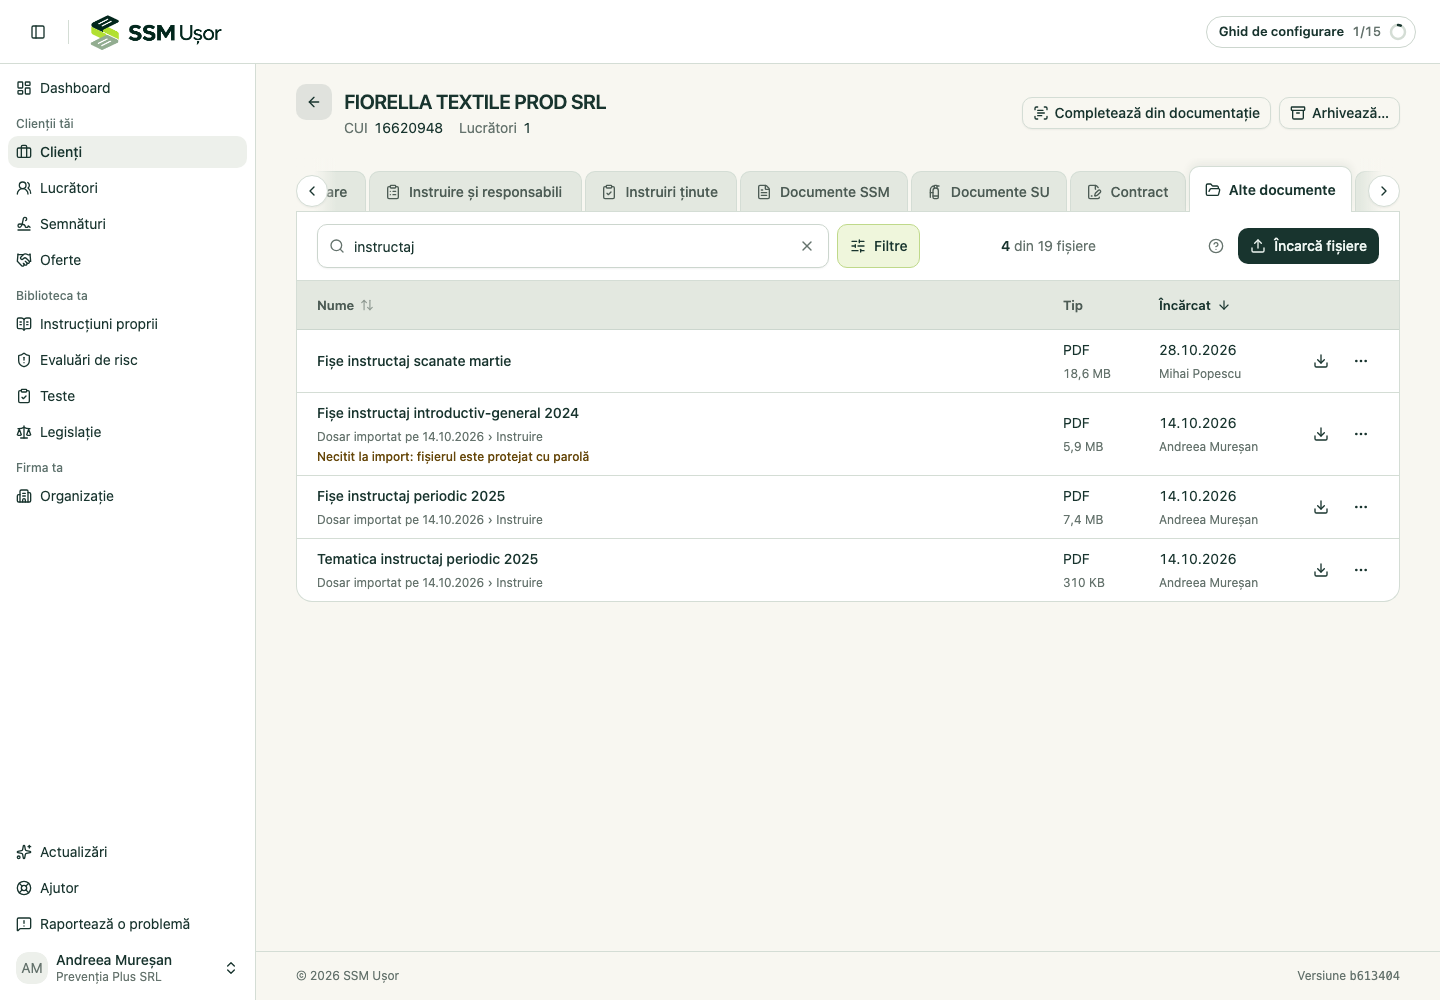 SSM Ușor
Ghid de configurare 1/15
Dashboard
Clienții tăi
Clienți
Lucrători
Semnături
Oferte
Biblioteca ta
Instrucțiuni proprii
Evaluări de risc
Teste
Legislație
Firma ta
Organizație
Actualizări
Ajutor
Raportează o problemă
AM
Andreea Mureșan
Prevenția Plus SRL
FIORELLA TEXTILE PROD SRL
CUI 16620948 Lucrători 1
Completează din documentație
Arhivează...
are
Instruire și responsabili
Instruiri ținute
Documente SSM
Documente SU
Contract
Alte documente
instructaj
Filtre
4 din 19 fișiere
Încarcă fișiere
Nume Tip Încărcat
Fișe instructaj scanate martie
PDF
18,6 MB
28.10.2026
Mihai Popescu
Fișe instructaj introductiv-general 2024
Dosar importat pe 14.10.2026 › Instruire
Necitit la import: fișierul este protejat cu parolă
PDF
5,9 MB
14.10.2026
Andreea Mureșan
Fișe instructaj periodic 2025
Dosar importat pe 14.10.2026 › Instruire
PDF
7,4 MB
14.10.2026
Andreea Mureșan
Tematica instructaj periodic 2025
Dosar importat pe 14.10.2026 › Instruire
PDF
310 KB
14.10.2026
Andreea Mureșan
© 2026 SSM Ușor
Versiune b613404